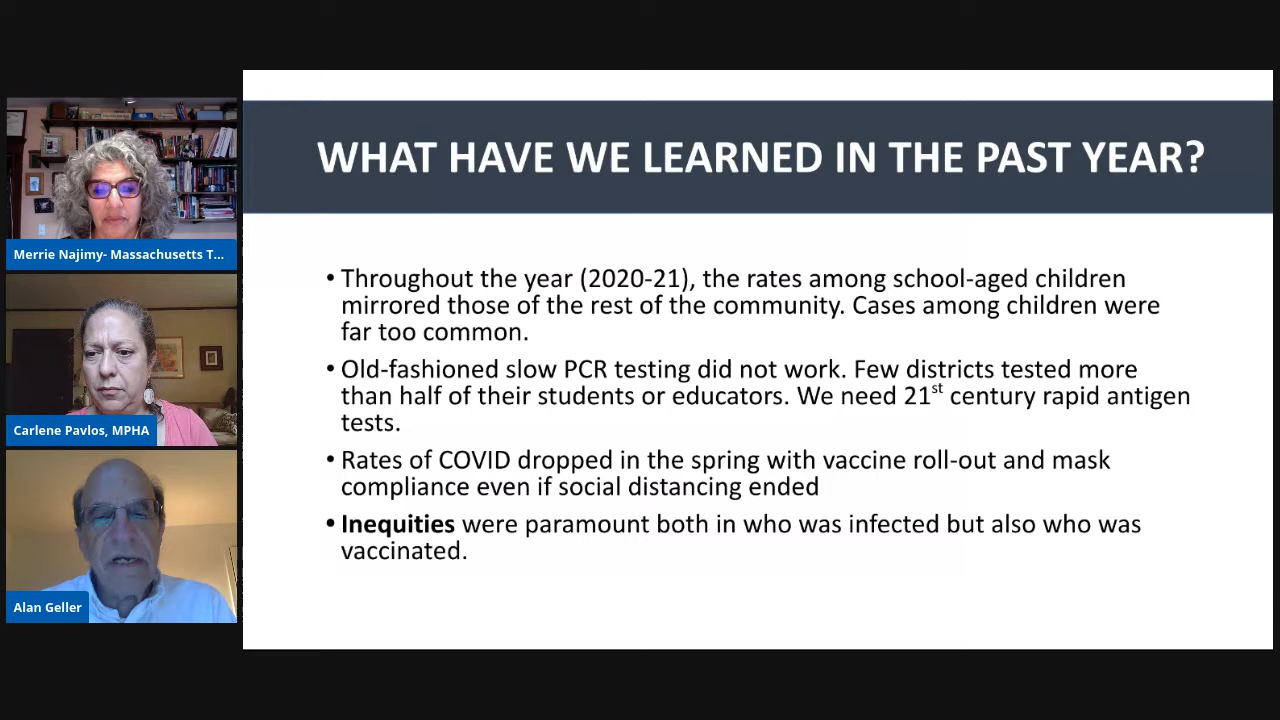 WHAT HAVE WE LEARNED IN THE PAST YEAR?
Merrie Najimy- Massachusetts T...
Carlene Pavlos, MPHA
Alan Geller
• Throughout the year (2020-21), the rates among school-aged children
mirrored those of the rest of the community. Cases among children were
far too common.
• Old-fashioned slow PCR testing did not work. Few districts tested more
than half of their students or educators. We need 21st century rapid antigen
tests.
• Rates of COVID dropped in the spring with vaccine roll-out and mask
compliance even if social distancing ended
• Inequities were paramount both in who was infected but also who was
vaccinated.